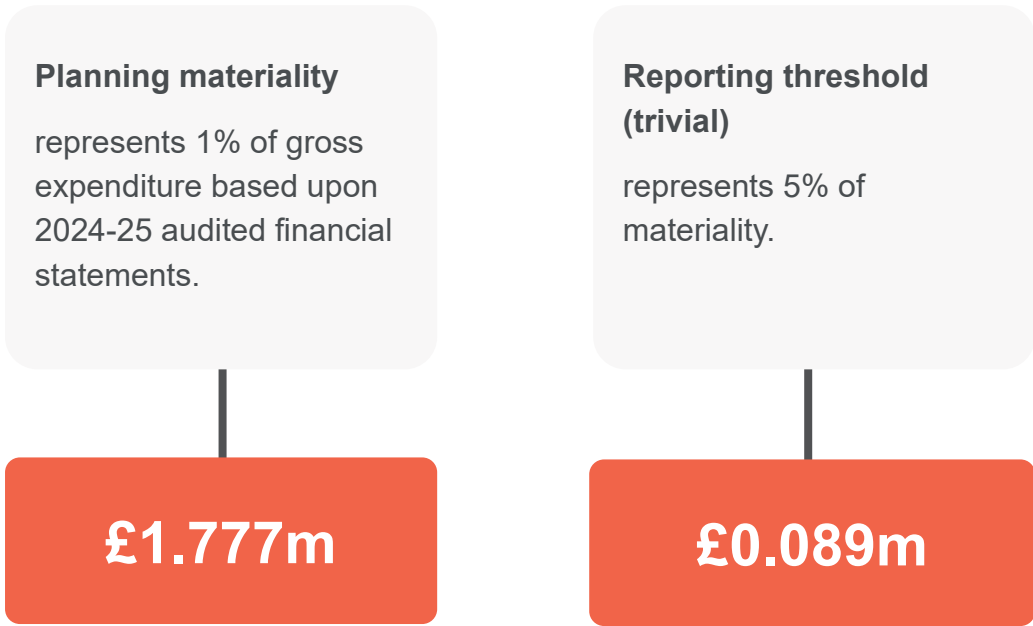 Planning materiality
represents 1% of gross
expenditure based upon
2024-25 audited financial
statements.
£1.777m
Reporting threshold
(trivial)
represents 5% of
materiality.
£0.089m